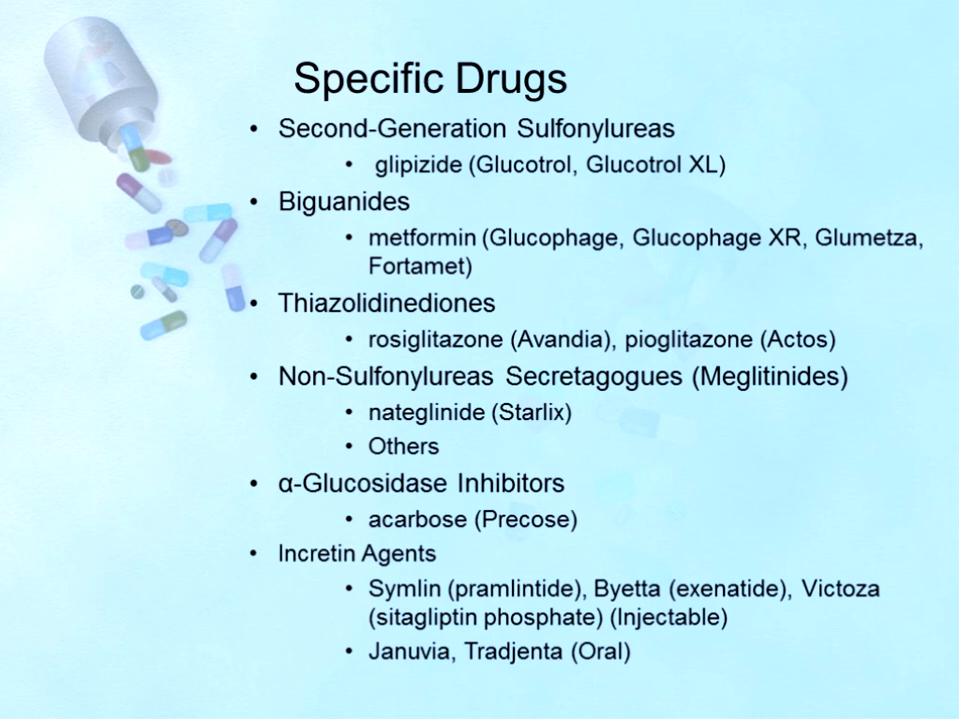 Specific Drugs
• Second-Generation Sulfonylureas
• glipizide (Glucotrol, Glucotrol XL)
• Biguanides
• metformin (Glucophage, Glucophage XR, Glumetza,
Fortamet)
• Thiazolidinediones
• rosiglitazone (Avandia), pioglitazone (Actos)
• Non-Sulfonylureas Secretagogues (Meglitinides)
• nateglinide (Starlix)
• Others
• α-Glucosidase Inhibitors
• acarbose (Precose)
• Incretin Agents
• Symlin (pramlintide), Byetta (exenatide), Victoza
(sitagliptin phosphate) (Injectable)
• Januvia, Tradjenta (Oral)